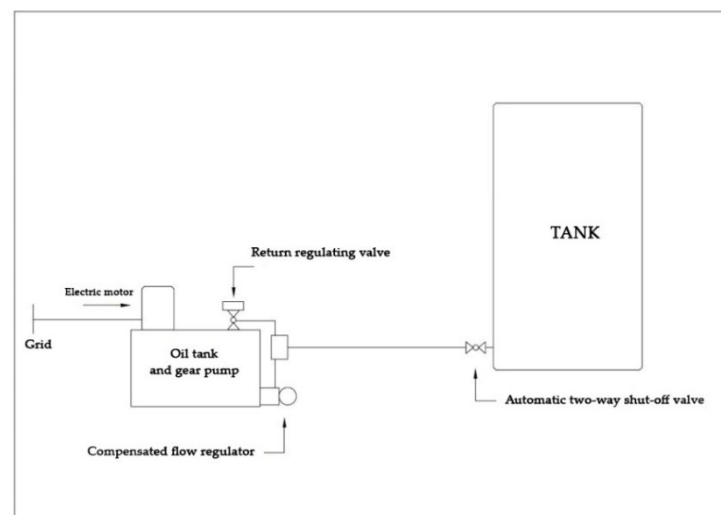 TANK
Return regulating valve
Electric motor
Grid
Oil tank
and gear pump
Automatic two-way shut-off valve
Compensated flow regulator